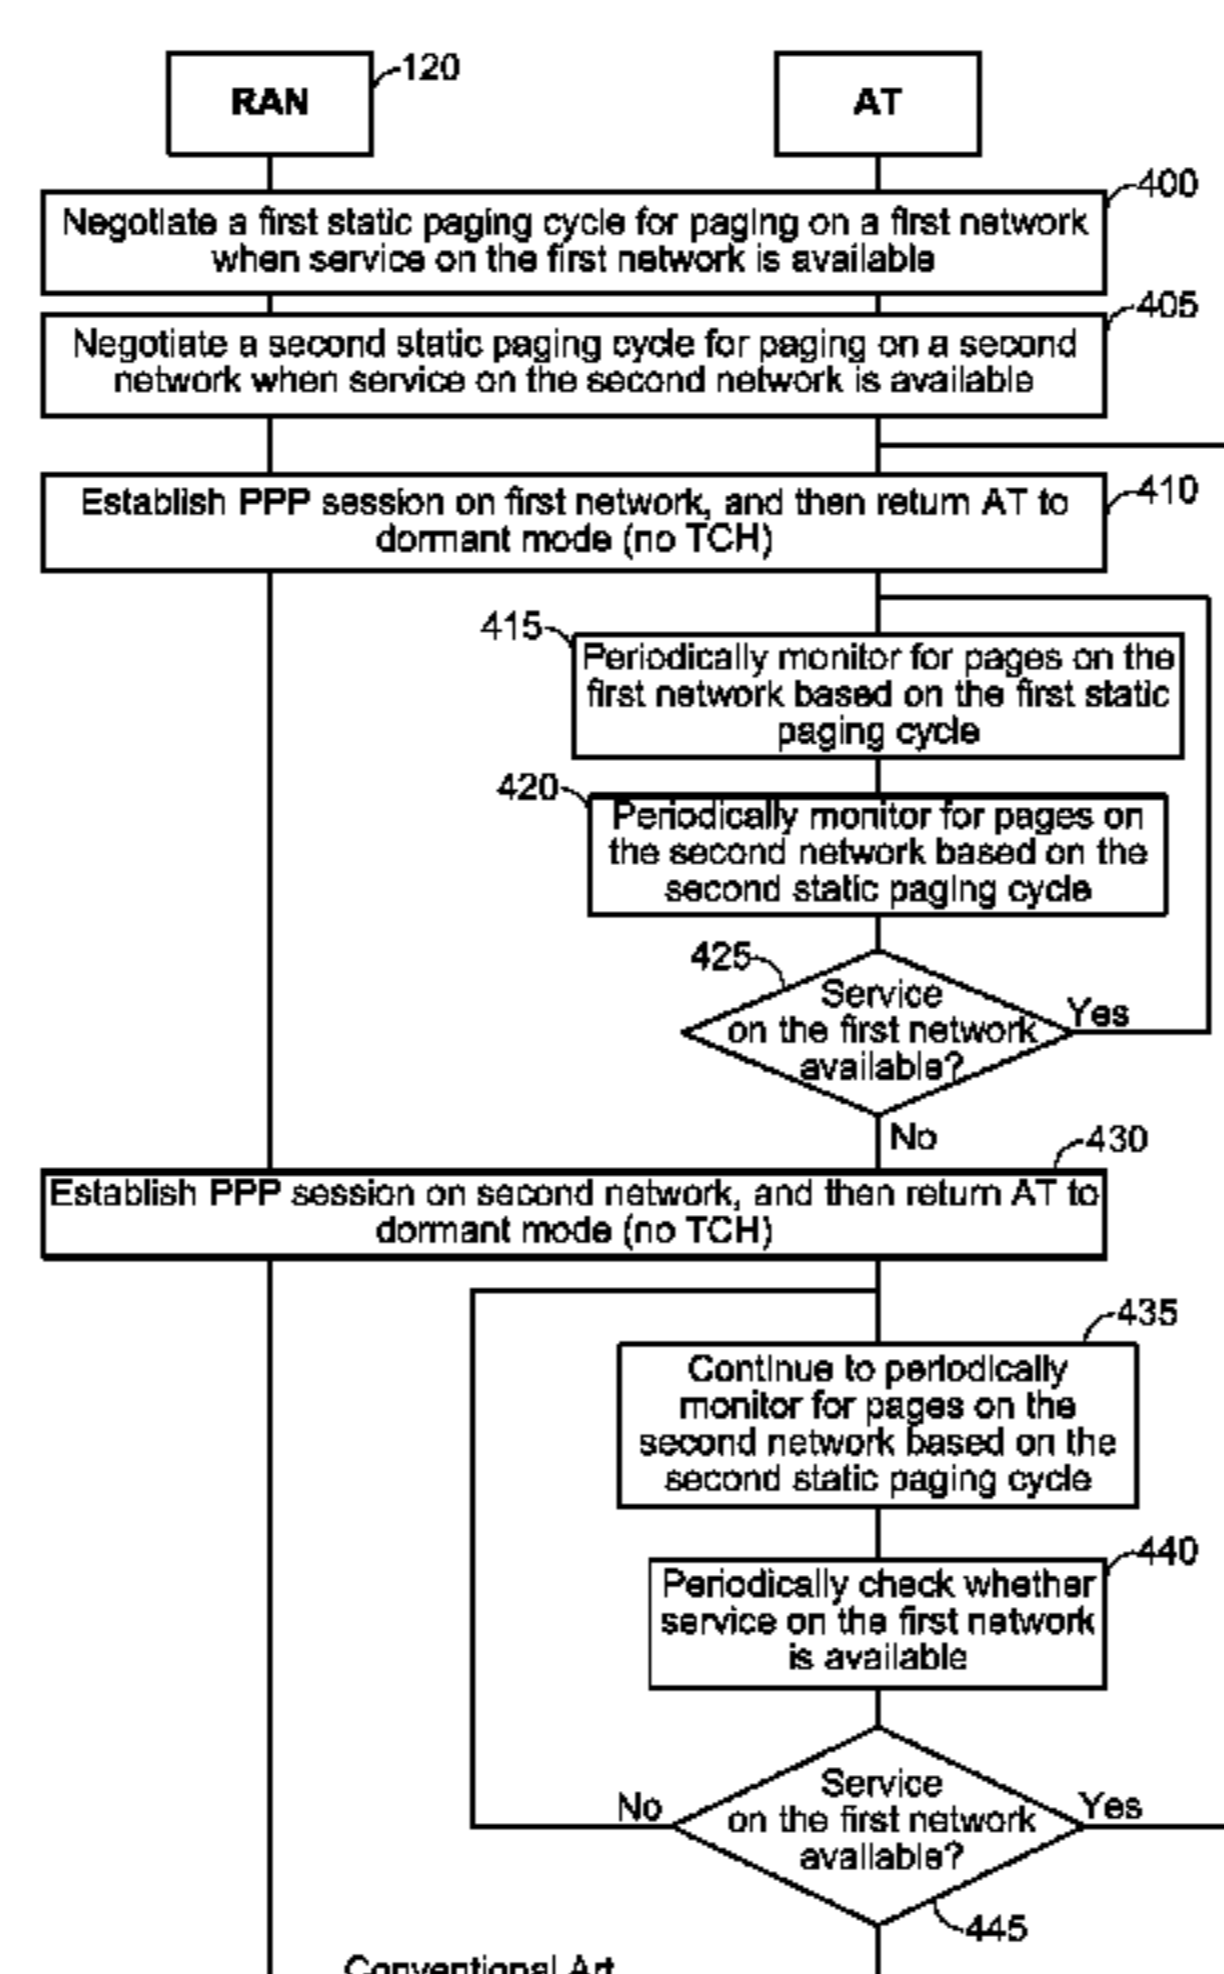 RAN
120
AT
400
Negotiate a first static paging cycle for paging on a first network
when service on the first network is available
405
Negotiate a second static paging cycle for paging on a second
network when service on the second network is available
Establish PPP session on first network, and then return AT to
dormant mode (no TCH)
410
415
Periodically monitor for pages on the
first network based on the first static
paging cycle
420
Periodically monitor for pages on
the second network based on the
second static paging cycle
425
Service
on the first network
available?
Yes
No
430
Establish PPP session on second network, and then return AT to
dormant mode (no TCH)
435
Continue to periodically
monitor for pages on the
second network based on the
second static paging cycle
440
Periodically check whether
service on the first network
is available
Service
on the first network
available?
No
Yes
445
Conventional Art